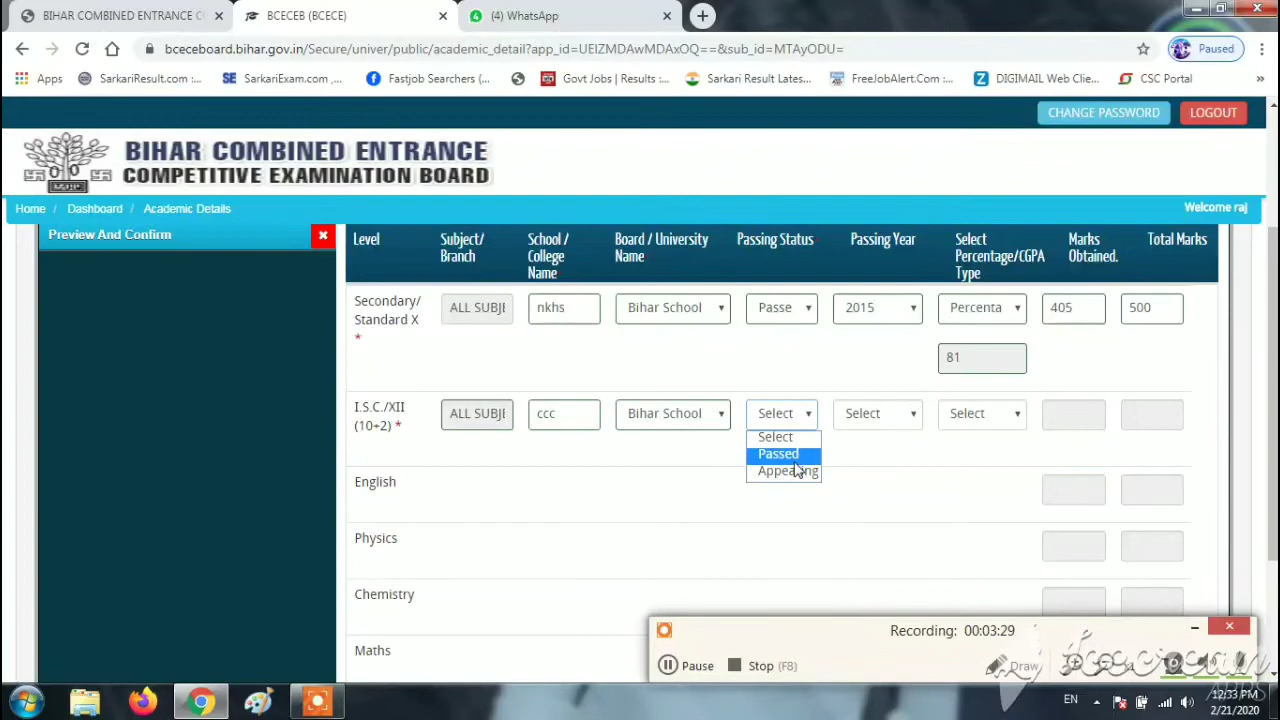 BIHAR COMBINED ENTRANCE C
BCECEB (BCECE)
(4) WhatsApp
bceceboard.bihar.gov.in/Secure/univer/public/academic_detail?app_id=UEIZMDAwMDAxOQ==&sub_id=MTAyODU=
Paused
Apps
SarkariResult.com :...
SarkariExam.com ,...
Fastjob Searchers (...
Govt Jobs | Results :...
Sarkari Result Lates...
FreeJobAlert.Com :...
DIGIMAIL Web Clie...
CSC Portal
»
CHANGE PASSWORD
LOGOUT
BIHAR COMBINED ENTRANCE
COMPETITIVE EXAMINATION BOARD
Home / Dashboard / Academic Details
Welcome raj
Preview And Confirm
Level
Subject/
Branch
School /
College
Name
Board / University
Name
Passing Status
Passing Year
Select
Percentage/CGPA
Type
Marks
Obtained.
Total Marks
Secondary/
Standard X
*
ALL SUBJE
nkhs
Bihar School
Passe
2015
Percenta
405
500
81
I.S.C./XII
(10+2) *
ALL SUBJE
ccc
Bihar School
Select
Select
Select
Select
Passed
Appearing
English
Physics
Chemistry
Maths
Recording: 00:03:29
Pause
Stop (F8)
Draw
icecream
APPS
EN
12:33 PM
2/21/2020